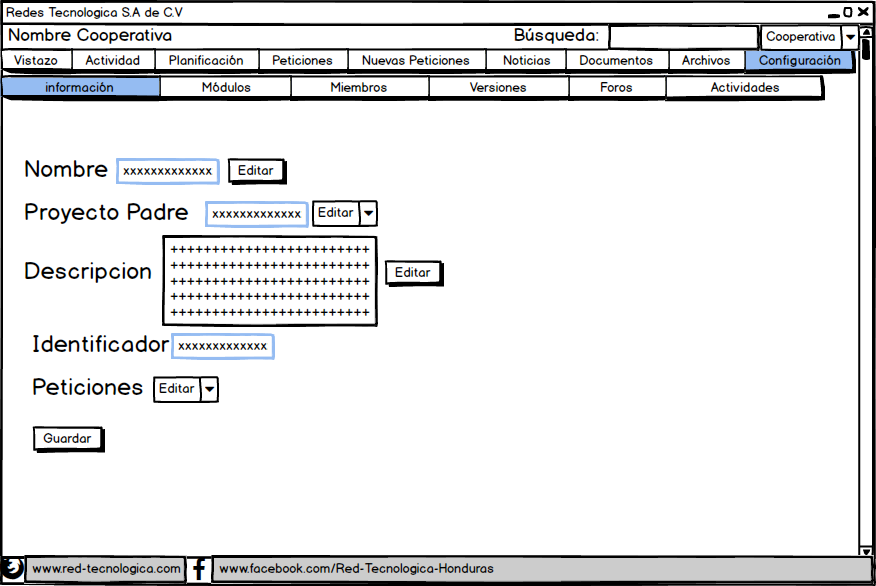 Redes Tecnologica S.A de C.V
Nombre Cooperativa Búsqueda: Cooperativa
Vistazo Actividad Planificación Peticiones Nuevas Peticiones Noticias Documentos Archivos Configuración
información Módulos Miembros Versiones Foros Actividades
Nombre xxxxxxxxxxxxx Editar
Proyecto Padre xxxxxxxxxxxxx Editar
++++++++++++++++++++++++
++++++++++++++++++++++++
Descripcion ++++++++++++++++++++++++ Editar
++++++++++++++++++++++++
++++++++++++++++++++++++
Identificador xxxxxxxxxxxxx
Peticiones Editar
Guardar
www.red-tecnologica.com www.facebook.com/Red-Tecnologica-Honduras